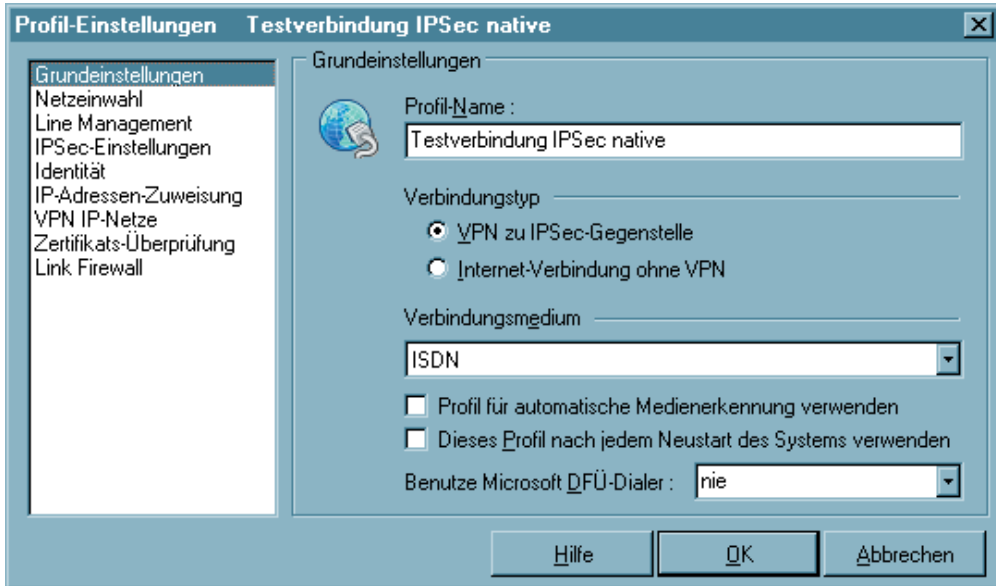 Profil-Einstellungen Testverbindung IPSec native
Grundeinstellungen
Netzeinwahl
Line Management
IPSec-Einstellungen
Identität
IP-Adressen-Zuweisung
VPN IP-Netze
Zertifikats-Überprüfung
Link Firewall
Grundeinstellungen
Profil-Name :
Testverbindung IPSec native
Verbindungstyp
VPN zu IPSec-Gegenstelle
Internet-Verbindung ohne VPN
Verbindungsmedium
ISDN
Profil für automatische Medienerkennung verwenden
Dieses Profil nach jedem Neustart des Systems verwenden
Benutze Microsoft DFÜ-Dialer : nie
Hilfe OK Abbrechen